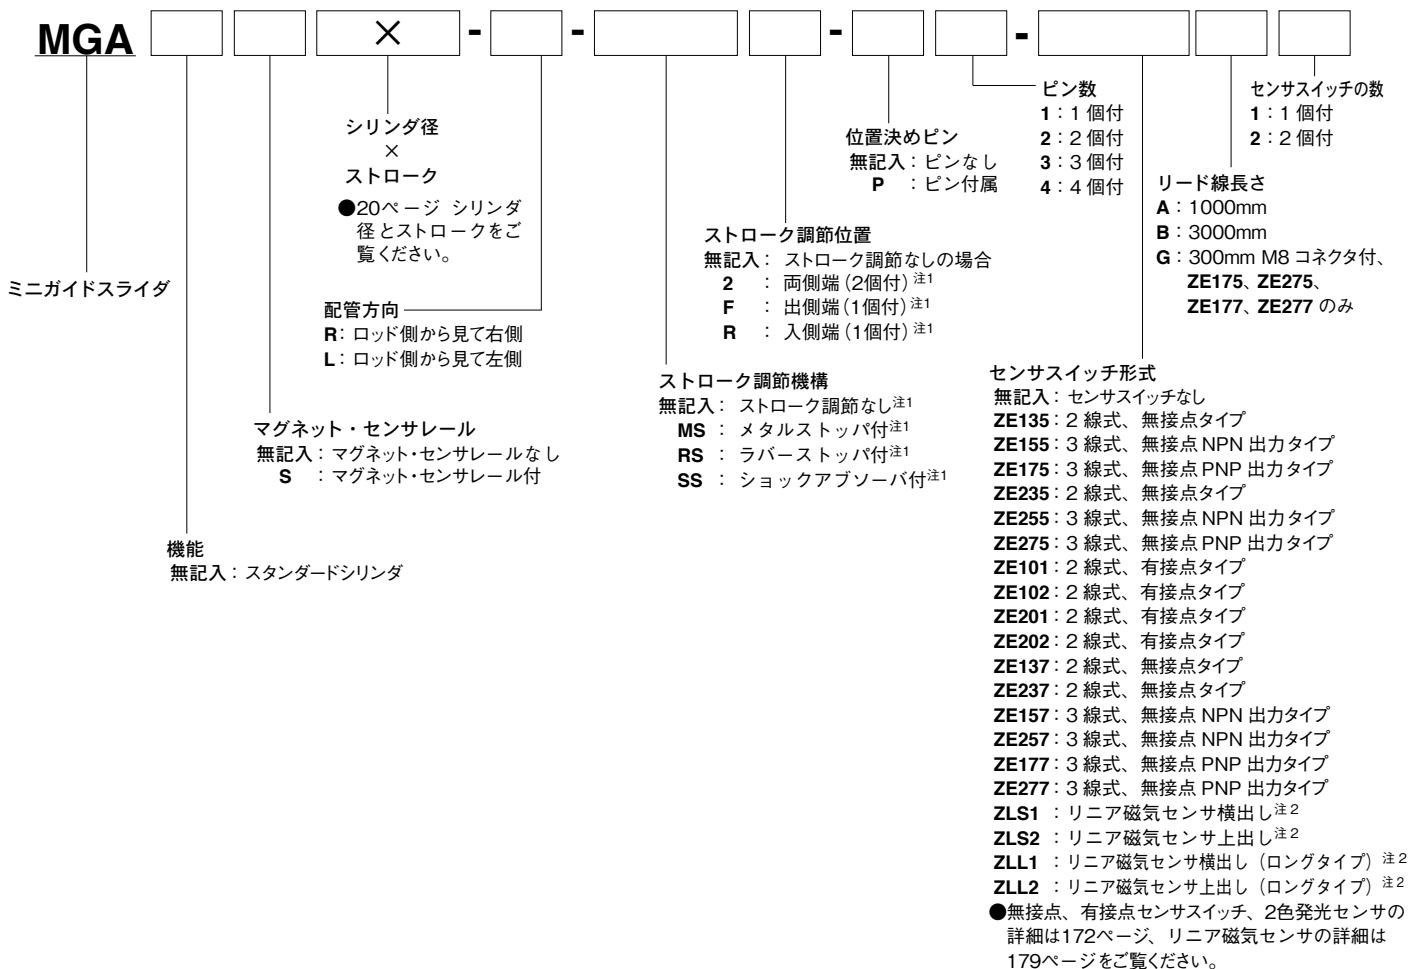 MGA × - - - -
ミニガイドスライダ
機能
無記入：スタンダードシリンダ
マグネット・センサレール
無記入：マグネット・センサレールなし
S ：マグネット・センサレール付
シリンダ径
×
ストローク
●20ページ シリンダ
径とストロークをご
覧ください。
配管方向
R：ロッド側から見て右側
L：ロッド側から見て左側
ストローク調節機構
無記入： ストローク調節なし注1
MS ： メタルストッパ付注1
RS ： ラバーストッパ付注1
SS ： ショックアブソーバ付注1
ストローク調節位置
無記入： ストローク調節なしの場合
2 ： 両側端（2個付）注1
F ： 出側端（1個付）注1
R ： 入側端（1個付）注1
位置決めピン
無記入：ピンなし
P ：ピン付属
ピン数
1：1 個付
2：2 個付
3：3 個付
4：4 個付
センサスイッチ形式
無記入：センサスイッチなし
ZE135：2 線式、無接点タイプ
ZE155：3 線式、無接点 NPN 出力タイプ
ZE175：3 線式、無接点 PNP 出力タイプ
ZE235：2 線式、無接点タイプ
ZE255：3 線式、無接点 NPN 出力タイプ
ZE275：3 線式、無接点 PNP 出力タイプ
ZE101：2 線式、有接点タイプ
ZE102：2 線式、有接点タイプ
ZE201：2 線式、有接点タイプ
ZE202：2 線式、有接点タイプ
ZE137：2 線式、無接点タイプ
ZE237：2 線式、無接点タイプ
ZE157：3 線式、無接点 NPN 出力タイプ
ZE257：3 線式、無接点 NPN 出力タイプ
ZE177：3 線式、無接点 PNP 出力タイプ
ZE277：3 線式、無接点 PNP 出力タイプ
ZLS1 ：リニア磁気センサ横出し注2
ZLS2 ：リニア磁気センサ上出し注2
ZLL1 ：リニア磁気センサ横出し（ロングタイプ）注2
ZLL2 ：リニア磁気センサ上出し（ロングタイプ）注2
●無接点、有接点センサスイッチ、2色発光センサの
詳細は172ページ、リニア磁気センサの詳細は
179ページをご覧ください。
リード線長さ
A：1000mm
B：3000mm
G：300mm M8 コネクタ付、
ZE175、ZE275、
ZE177、ZE277 のみ
センサスイッチの数
1：1 個付
2：2 個付